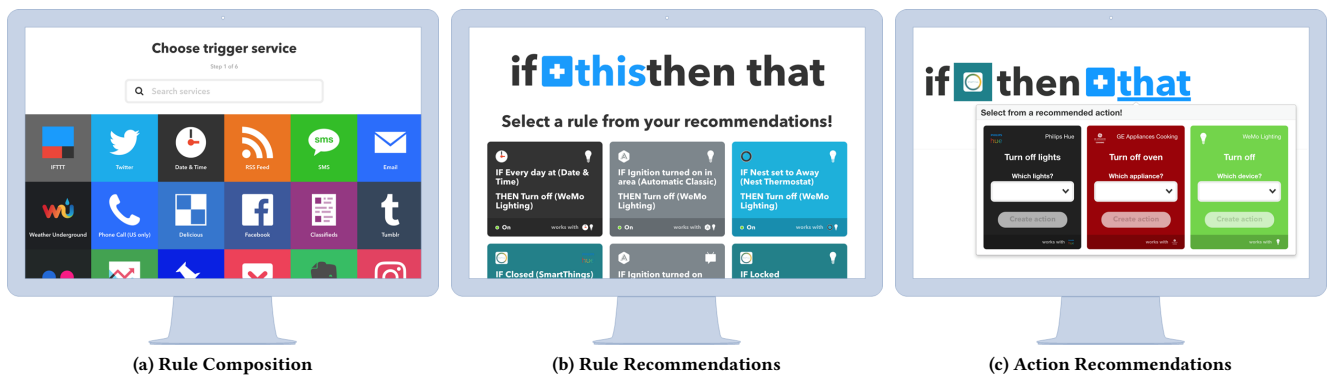 Choose trigger service
Step 1 of 6
Search services
sms
IFTTT
Twitter
Date & Time
RSS Feed
SMS
Email
wu
f
t
Weather Underground
Phone Call (US only)
Delicious
Facebook
Classifieds
Tumblr
(a) Rule Composition
if+thisthen that
Select a rule from your recommendations!
IF Every day at (Date &
Time)
THEN Turn off (WeMo
Lighting)
On
works with
IF Ignition turned on in
area (Automatic Classic)
THEN Turn off (WeMo
Lighting)
On
works with
IF Nest set to Away
(Nest Thermostat)
THEN Turn off (WeMo
Lighting)
On
works with
hue
IF Closed (SmartThings)
IF Ignition turned on
IF Locked
(b) Rule Recommendations
if then+that
Select from a recommended action!
hue
Philips Hue
Turn off lights
Which lights?
Create action
works with
GE Appliances Cooking
Turn off oven
Which appliance?
Create action
works with
WeMo Lighting
Turn off
Which device?
Create action
works with
(c) Action Recommendations